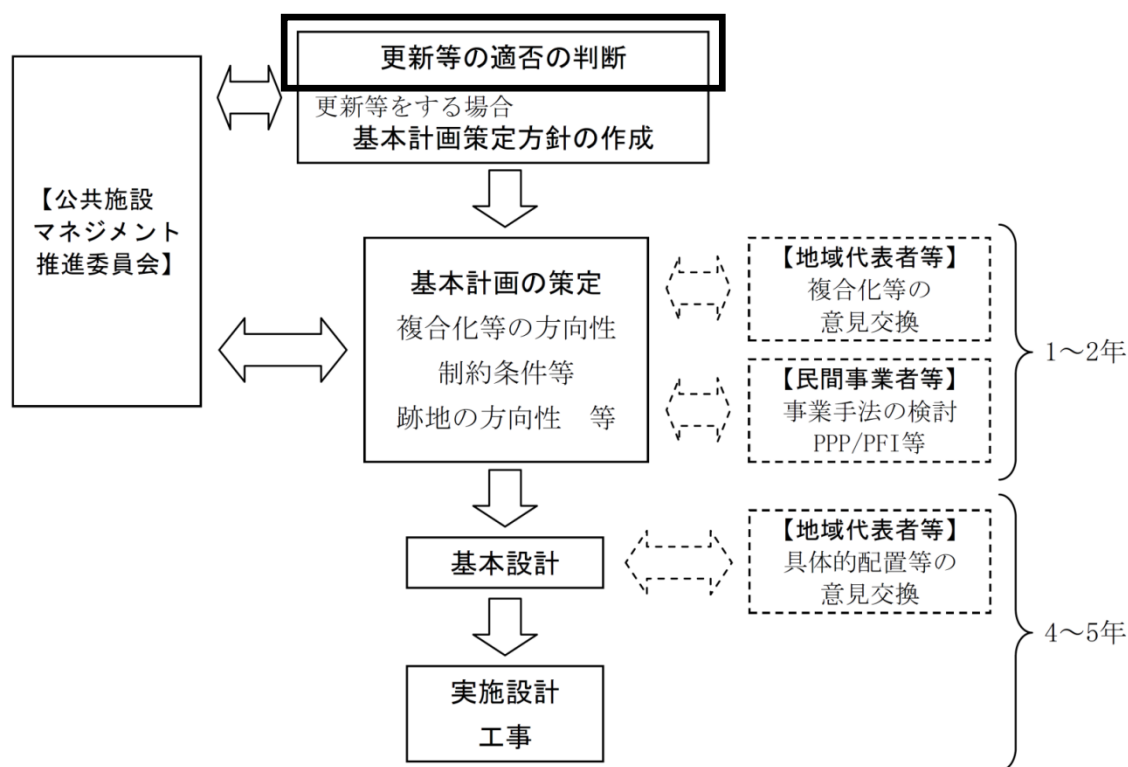 更新等の適否の判断
更新等をする場合
基本計画策定方針の作成
【公共施設
マネジメント
推進委員会】
基本計画の策定
複合化等の方向性
制約条件等
跡地の方向性　等
【地域代表者等】
複合化等の
意見交換
【民間事業者等】
事業手法の検討
PPP/PFI等
1～2年
基本設計
【地域代表者等】
具体的配置等の
意見交換
4～5年
実施設計
工事